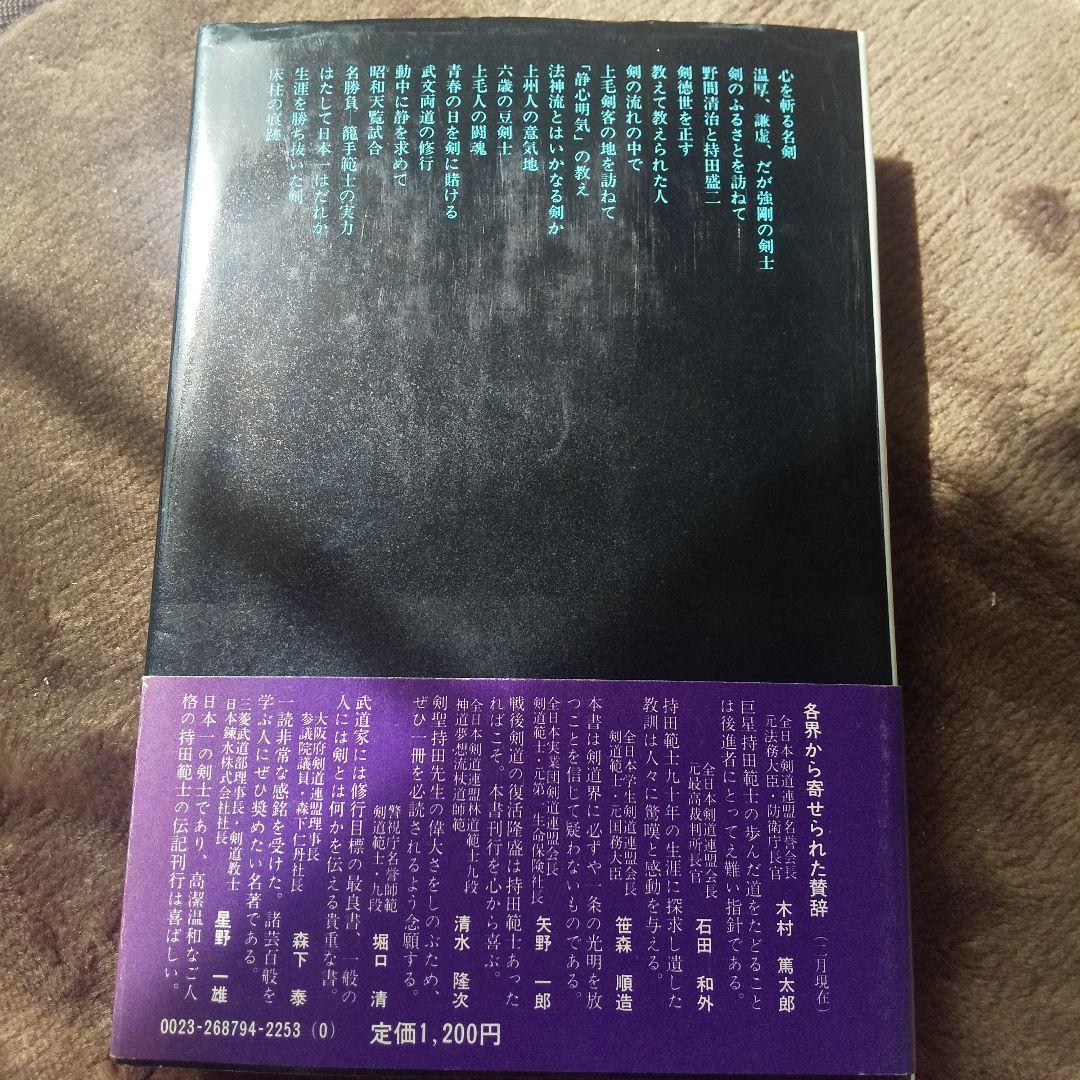 心を斬る名剣
温厚、謙虚、だが強剛の剣士
剣のふるさとを訪ねて
野間清治と持田盛二
剣徳世を正す
教えて教えられた人
剣の流れの中で
上毛剣客の地を訪ねて
「静心明気」の教え
法神流とはいかなる剣か
上州人の意気地
六歳の豆剣士
上毛人の闘魂
青春の日を剣に賭ける
武文両道の修行
動中に静を求めて
昭和天覧試合
名勝負―籠手範士の実力
はたして日本一はだれか
生涯を勝ち抜いた剣
床柱の痕跡
各界から寄せられた賛辞 (二月現在)
全日本剣道連盟名誉会長
元法務大臣・防衛庁長官 木村 篤太郎
巨星持田範士の歩んだ道をたどること
は後進者にとってえ難い指針である。
全日本剣道連盟会長
元最高裁判所長官 石田 和外
持田範士九十年の生涯に探求し遺した
教訓は人々に驚嘆と感動を与える。
全日本学生剣道連盟会長
剣道範士・元国務大臣 笹森 順造
本書は剣道界に必ずや一条の光明を放
つことを信じて疑わないものである。
全日本実業団剣道連盟会長
剣道範士・元第一生命保険社長 矢野 一郎
戦後剣道の復活隆盛は持田範士あった
ればこそ。本書刊行を心から喜ぶ。
全日本剣道連盟杖道範士九段
神道夢想流杖道師範 清水 隆次
剣聖持田先生の偉大さをしのぶため、
ぜひ一冊を必読されるよう念願する。
警視庁名誉師範
剣道範士・九段 堀口 清
武道家には修行目標の最良書、一般の
人には剣とは何かを伝える貴重な書。
大阪府剣道連盟理事長
参議院議員・森下仁丹社長 森下 泰
一読非常な感銘を受けた。諸芸百般を
学ぶ人にぜひ奨めたい名著である。
三菱武道部理事長・剣道教士
日本錬水株式会社社長 星野 一雄
日本一の剣士であり、高潔温和なご人
格の持田範士の伝記刊行は喜ばしい。
0023-268794-2253 (0) 定価1,200円